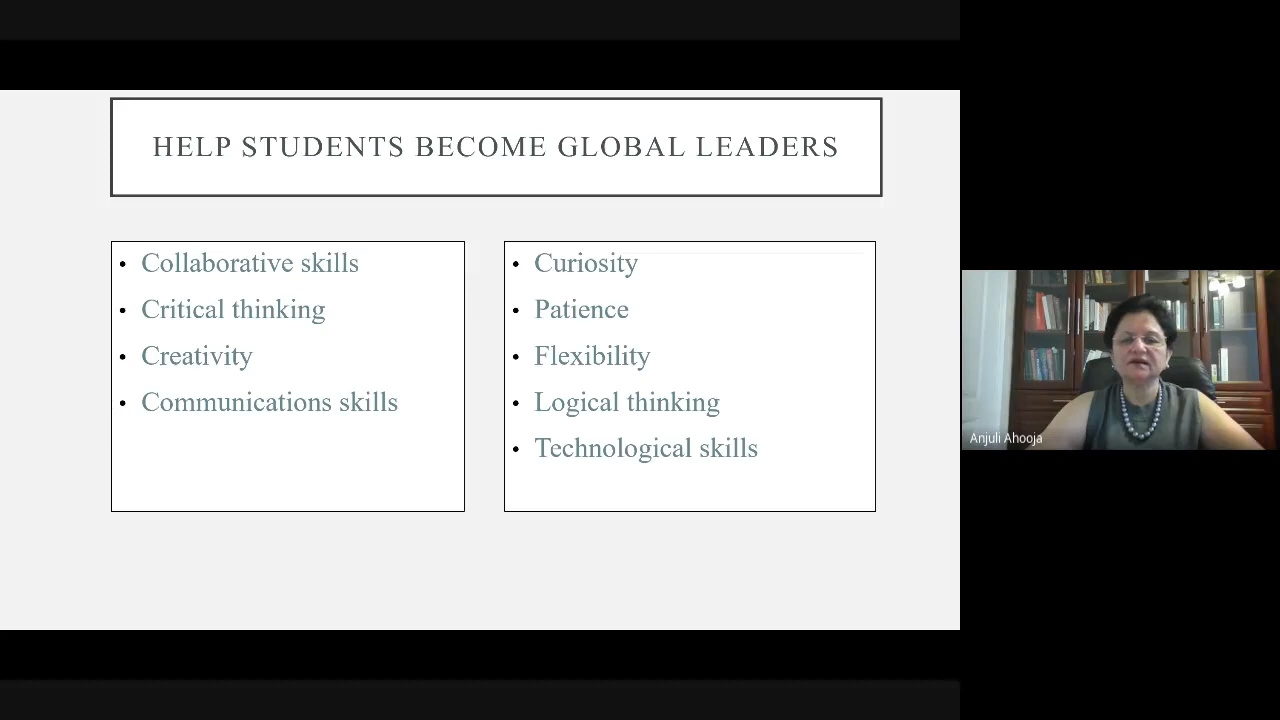 HELP STUDENTS BECOME GLOBAL LEADERS
• Collaborative skills
• Critical thinking
• Creativity
• Communications skills
• Curiosity
• Patience
• Flexibility
• Logical thinking
• Technological skills
Anjuli Ahooja